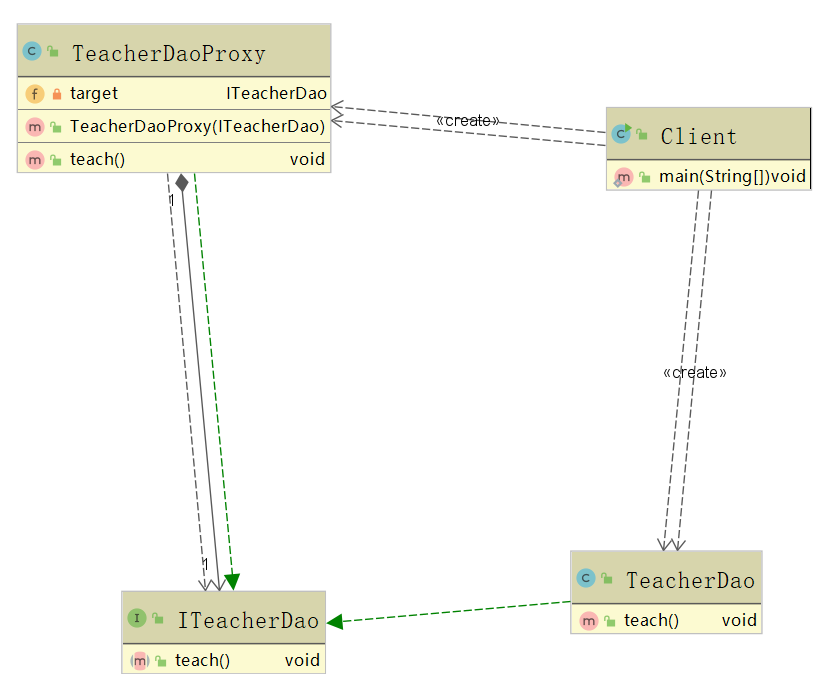 TeacherDaoProxy
target ITeacherDao
TeacherDaoProxy(ITeacherDao)
teach() void
«create»
Client
main(String[])void
1
«create»
1
ITeacherDao
teach() void
TeacherDao
teach() void